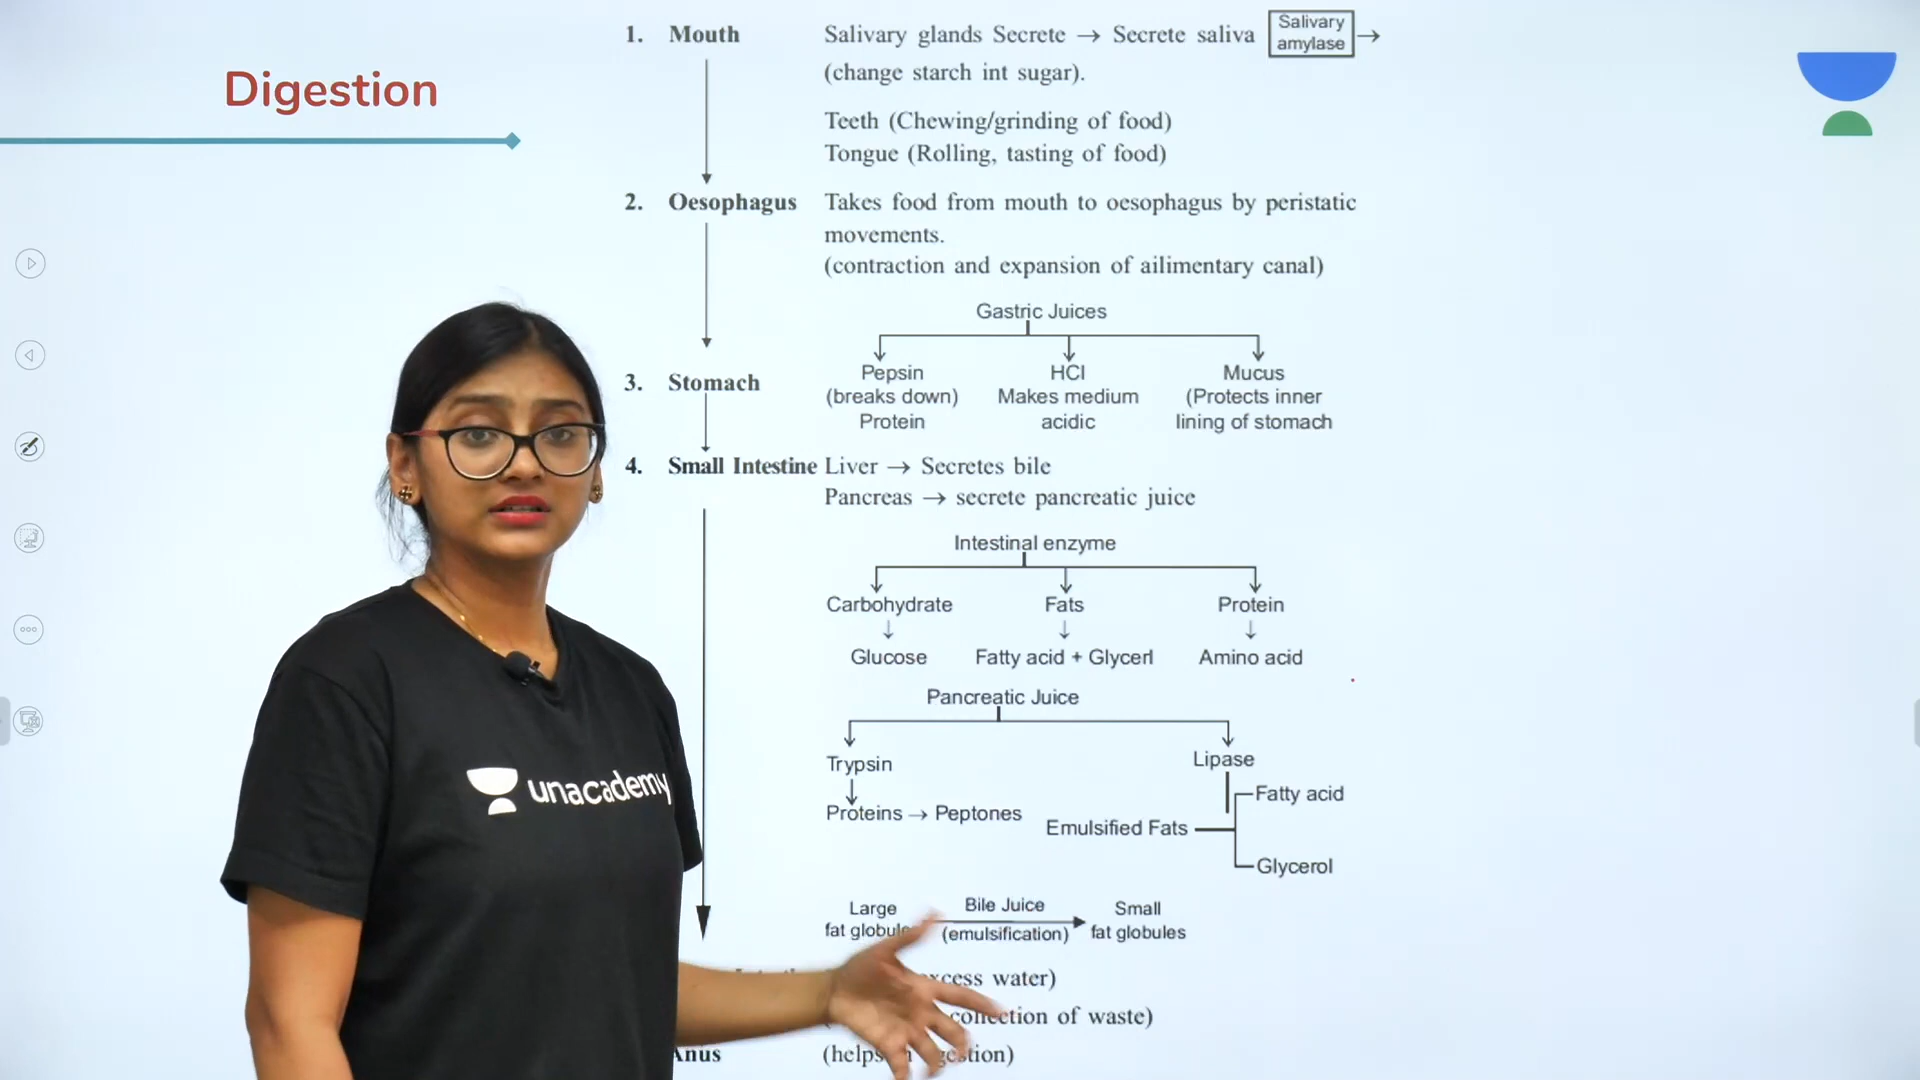 Digestion
1. Mouth Salivary glands Secrete → Secrete saliva Salivary amylase →
(change starch int sugar).
Teeth (Chewing/grinding of food)
Tongue (Rolling, tasting of food)
2. Oesophagus Takes food from mouth to oesophagus by peristatic
movements.
(contraction and expansion of ailimentary canal)
Gastric Juices
3. Stomach
Pepsin HCl Mucus
(breaks down) Makes medium (Protects inner
Protein acidic lining of stomach
4. Small Intestine Liver → Secretes bile
Pancreas → secrete pancreatic juice
Intestinal enzyme
Carbohydrate Fats Protein
↓ ↓ ↓
Glucose Fatty acid + Glycerl Amino acid
Pancreatic Juice
Trypsin Lipase
Proteins → Peptones
Fatty acid
Emulsified Fats
Glycerol
Large Bile Juice Small
fat (emulsification) fat globules
water)
of waste)
Anus
unacademy